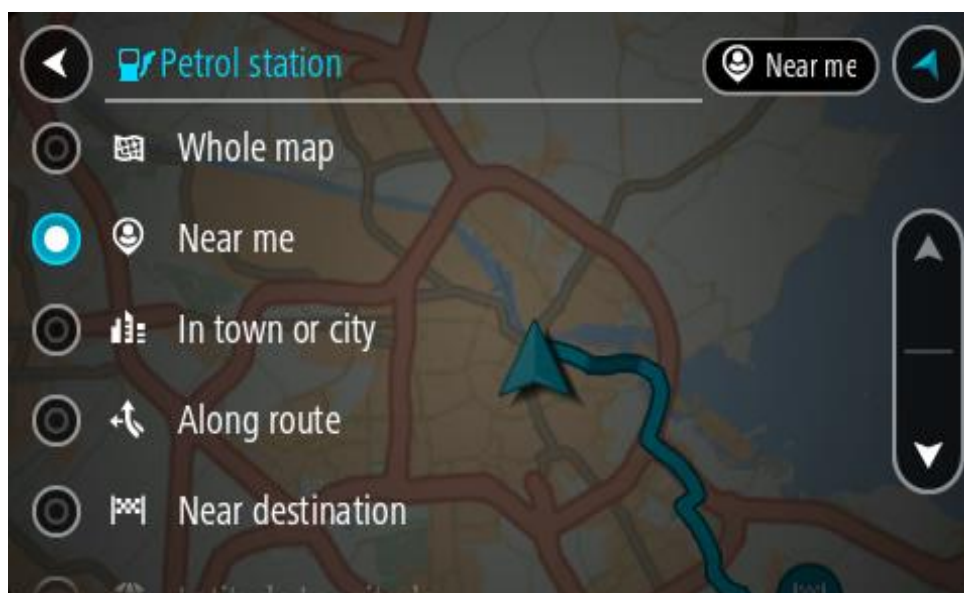 Petrol station
Near me
Whole map
Near me
In town or city
Along route
Near destination